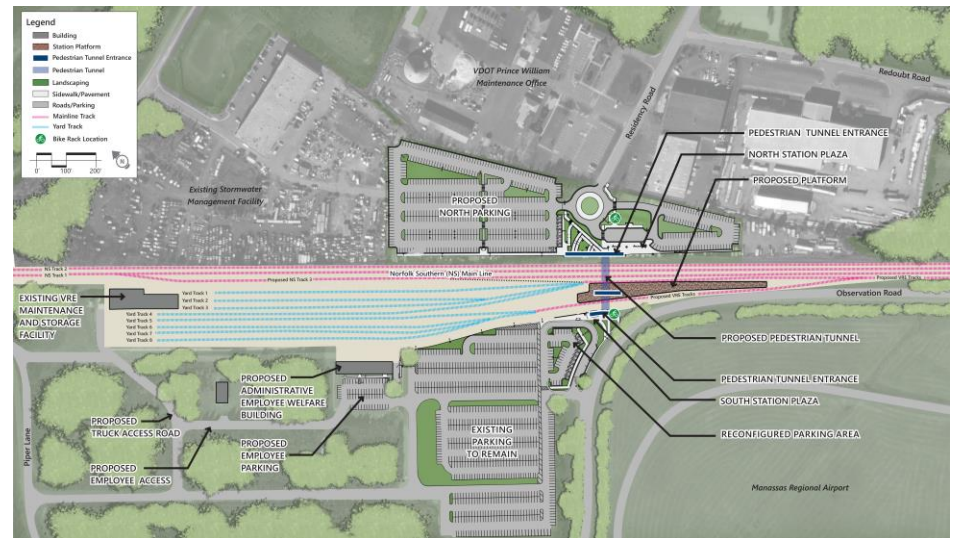 Legend
Building
Station Platform
Pedestrian Tunnel Entrance
Pedestrian Tunnel
Landscaping
Sidewalk/Pavement
Roads/Parking
Mainline Track
Yard Track
Bike Rack Location
0' 100' 200'
N
VDOT Prince William
Maintenance Office
Residency Road
Redoubt Road
Existing Stormwater
Management Facility
PROPOSED
NORTH PARKING
PEDESTRIAN TUNNEL ENTRANCE
NORTH STATION PLAZA
PROPOSED PLATFORM
NS Track 2
NS Track 1
Proposed NS Track 3
Norfolk Southern (NS) Main Line
Proposed VRE Tracks
Proposed VRE Tracks
Observation Road
EXISTING VRE
MAINTENANCE
AND STORAGE
FACILITY
Yard Track 1
Yard Track 2
Yard Track 3
Yard Track 4
Yard Track 5
Yard Track 6
Yard Track 7
Yard Track 8
PROPOSED PEDESTRIAN TUNNEL
PEDESTRIAN TUNNEL ENTRANCE
SOUTH STATION PLAZA
RECONFIGURED PARKING AREA
PROPOSED
ADMINISTRATIVE
EMPLOYEE WELFARE
BUILDING
PROPOSED
TRUCK ACCESS ROAD
PROPOSED
EMPLOYEE ACCESS
PROPOSED
EMPLOYEE
PARKING
EXISTING
PARKING
TO REMAIN
Piper Lane
Manassas Regional Airport